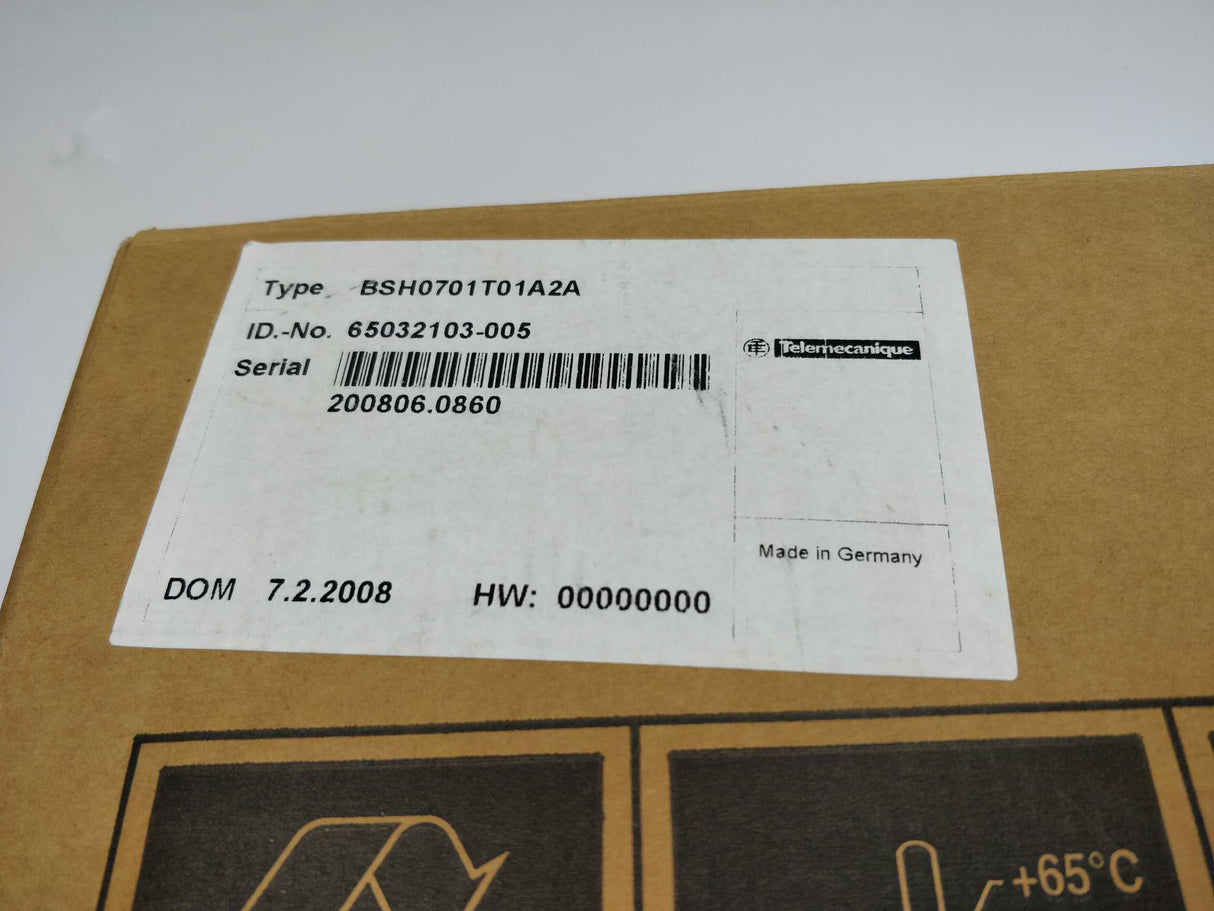 Type BSH0701T01A2A
ID.-No. 65032103-005
Serial
200806.0860
Telemecanique
Made in Germany
DOM 7.2.2008 HW: 00000000
+65°C